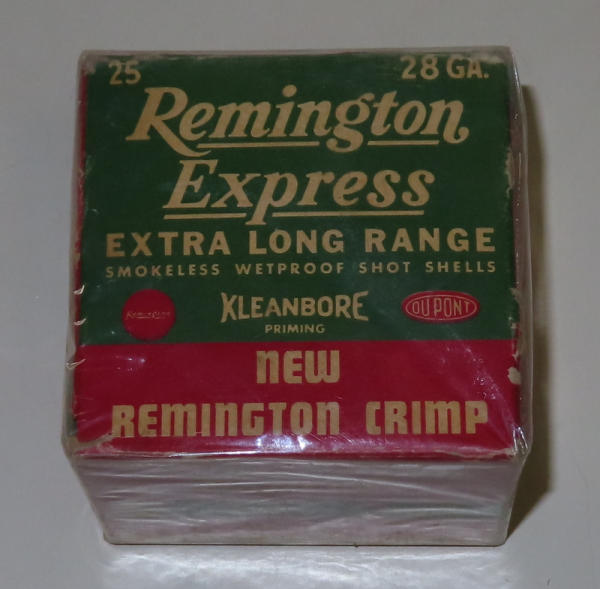 25 28 GA.
Remington
Express
EXTRA LONG RANGE
SMOKELESS WETPROOF SHOT SHELLS
Remington KLEANBORE DU PONT
PRIMING
NEW
REMINGTON CRIMP